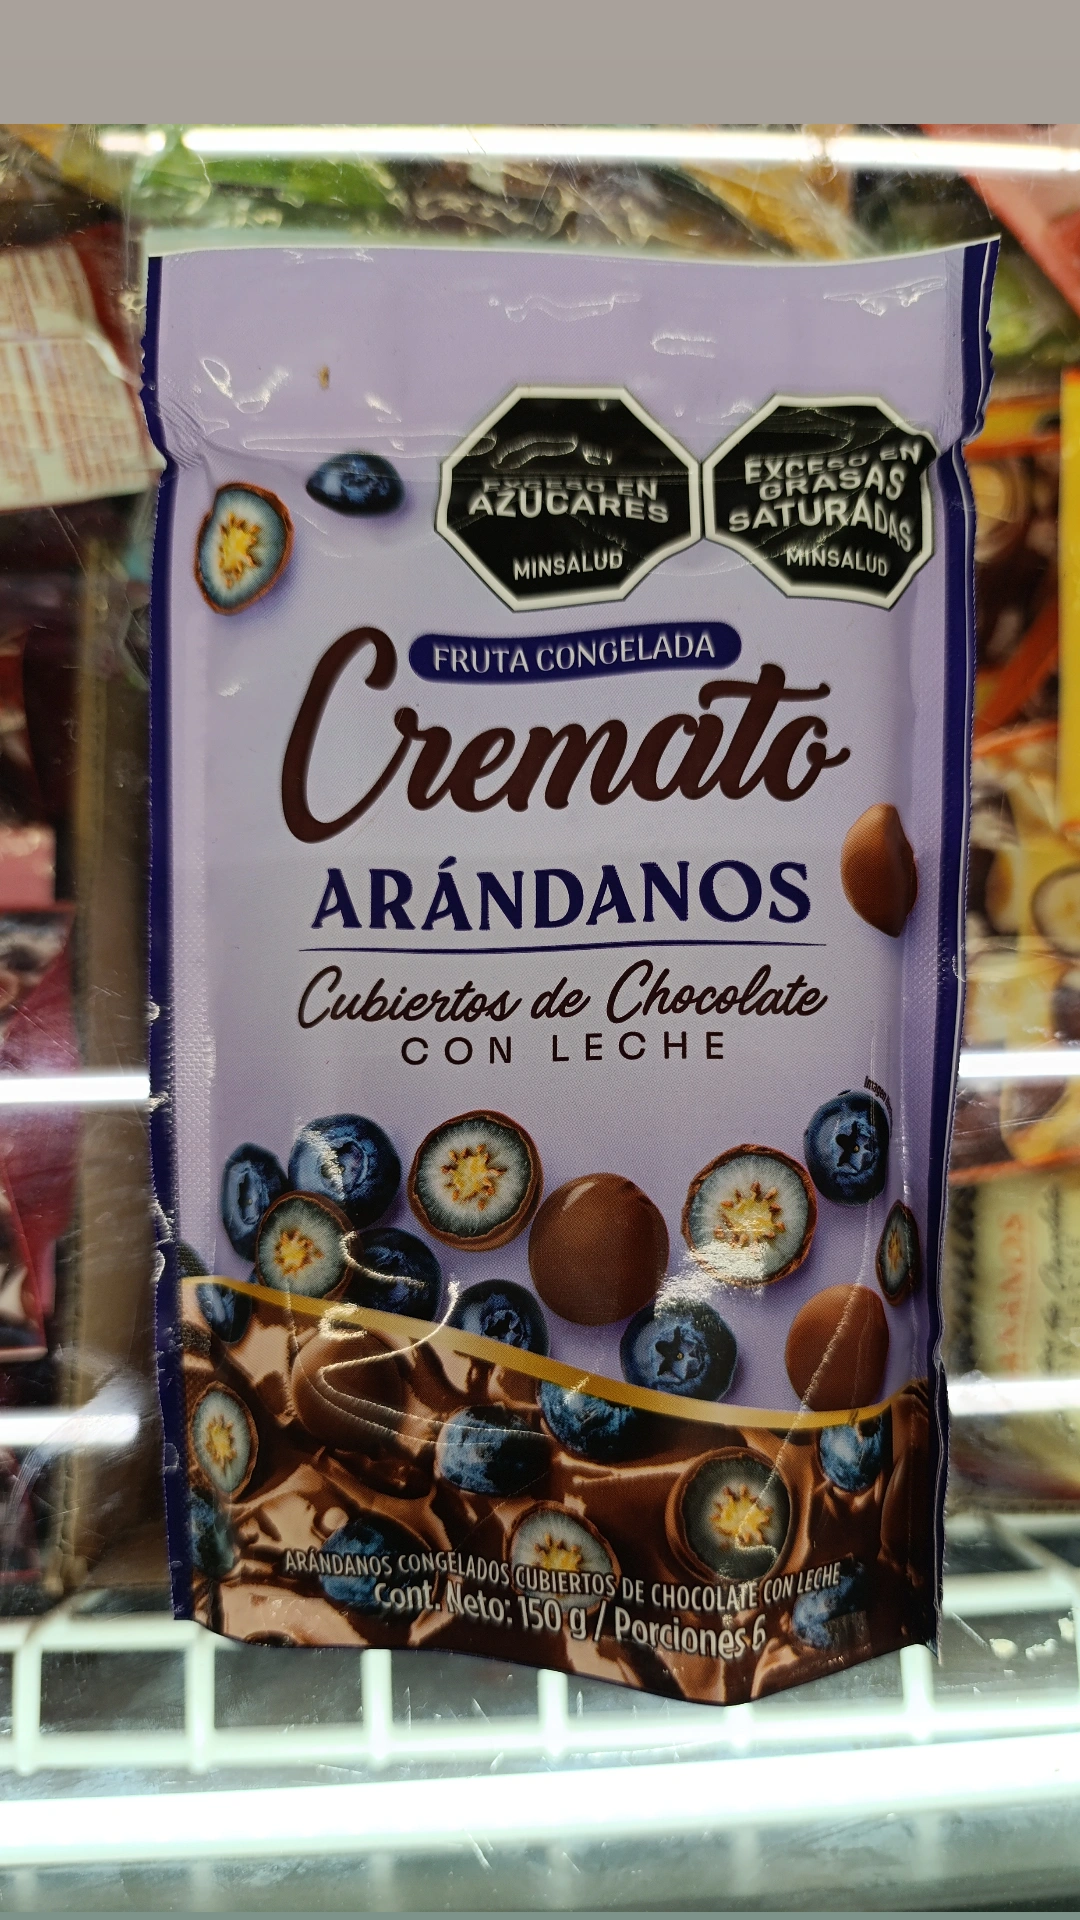 EXCESO EN
AZÚCARES
MINSALUD
EXCESO EN
GRASAS
SATURADAS
MINSALUD
FRUTA CONGELADA
Cremato
ARÁNDANOS
Cubiertos de Chocolate
CON LECHE
Imagen
ARÁNDANOS CONGELADOS CUBIERTOS DE CHOCOLATE CON LECHE
Cont. Neto: 150 g / Porciones 6